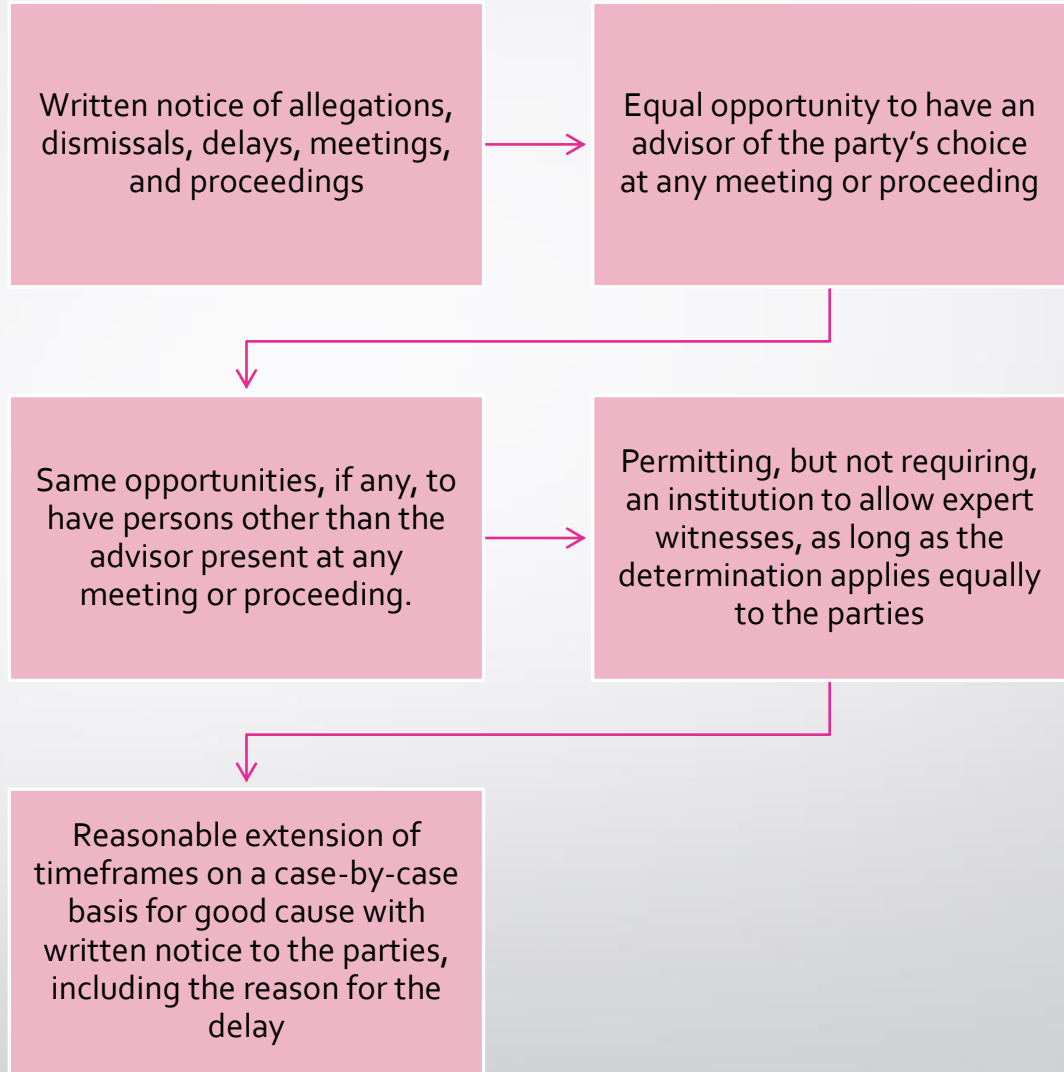 Written notice of allegations,
dismissals, delays, meetings,
and proceedings
Equal opportunity to have an
advisor of the party’s choice
at any meeting or proceeding
Same opportunities, if any, to
have persons other than the
advisor present at any
meeting or proceeding.
Permitting, but not requiring,
an institution to allow expert
witnesses, as long as the
determination applies equally
to the parties
Reasonable extension of
timeframes on a case-by-case
basis for good cause with
written notice to the parties,
including the reason for the
delay